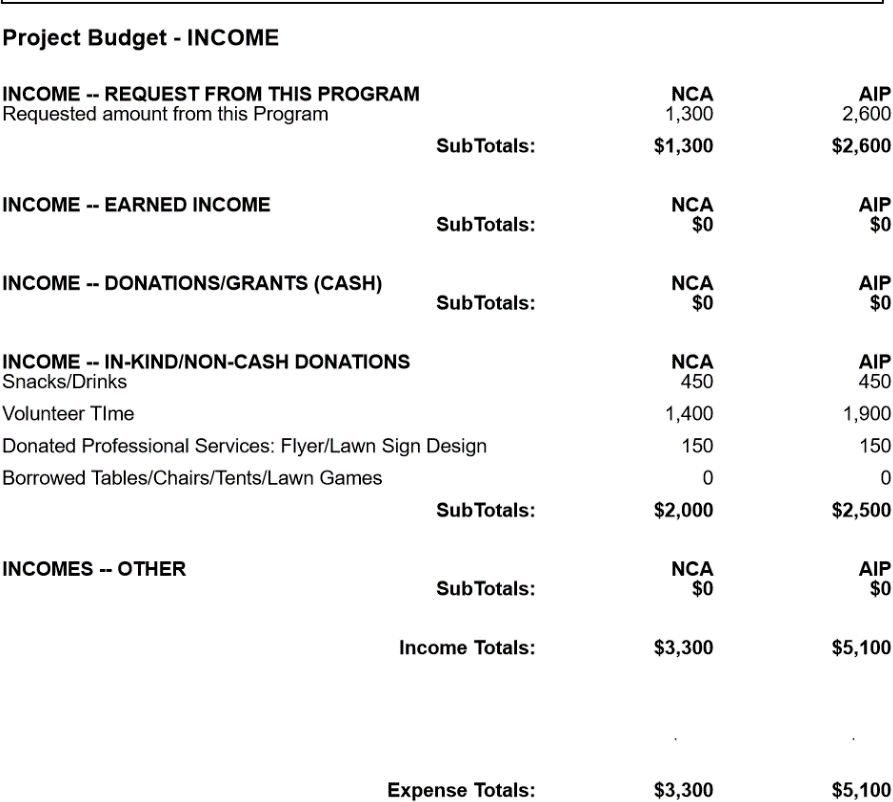 Project Budget - INCOME
INCOME -- REQUEST FROM THIS PROGRAM NCA AIP
Requested amount from this Program 1,300 2,600
SubTotals: $1,300 $2,600
INCOME -- EARNED INCOME NCA AIP
SubTotals: $0 $0
INCOME -- DONATIONS/GRANTS (CASH) NCA AIP
SubTotals: $0 $0
INCOME -- IN-KIND/NON-CASH DONATIONS NCA AIP
Snacks/Drinks 450 450
Volunteer TIme 1,400 1,900
Donated Professional Services: Flyer/Lawn Sign Design 150 150
Borrowed Tables/Chairs/Tents/Lawn Games 0 0
SubTotals: $2,000 $2,500
INCOMES -- OTHER NCA AIP
SubTotals: $0 $0
Income Totals: $3,300 $5,100
. .
Expense Totals: $3,300 $5,100